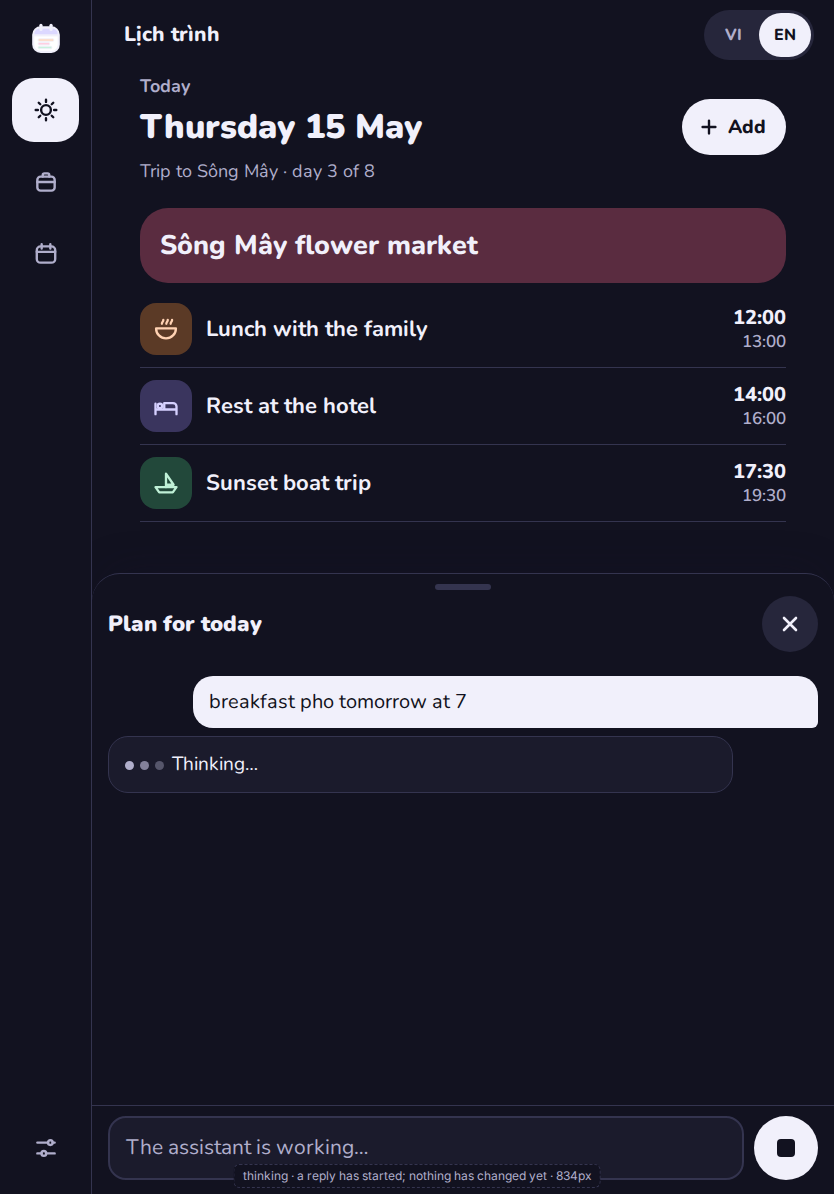 Lịch trình
VI
EN
Today
Thursday 15 May
Add
Trip to Sông Mây · day 3 of 8
Sông Mây flower market
Lunch with the family
12:00
13:00
Rest at the hotel
14:00
16:00
Sunset boat trip
17:30
19:30
Plan for today
breakfast pho tomorrow at 7
Thinking...
The assistant is working...
thinking · a reply has started; nothing has changed yet · 834px